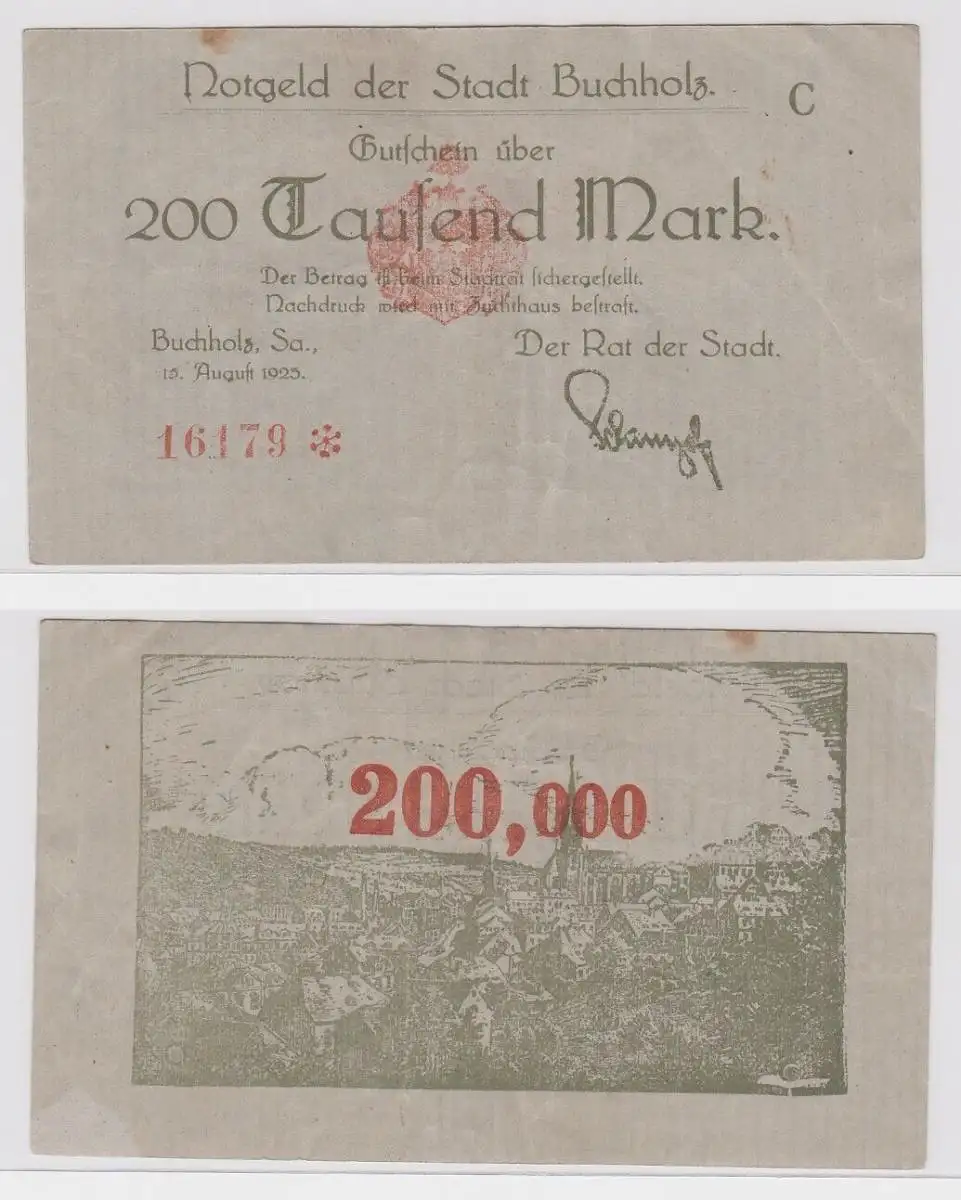 Notgeld der Stadt Buchholz.
C
Gutſchein über
200 Tauſend Mark.
Der Betrag iſt beim Stadtrat ſichergeſtellt.
Nachdruck wird mit Zuchthaus beſtraft.
Buchholz, Sa.,
Der Rat der Stadt.
15. Auguſt 1923.
16179 *
200,000